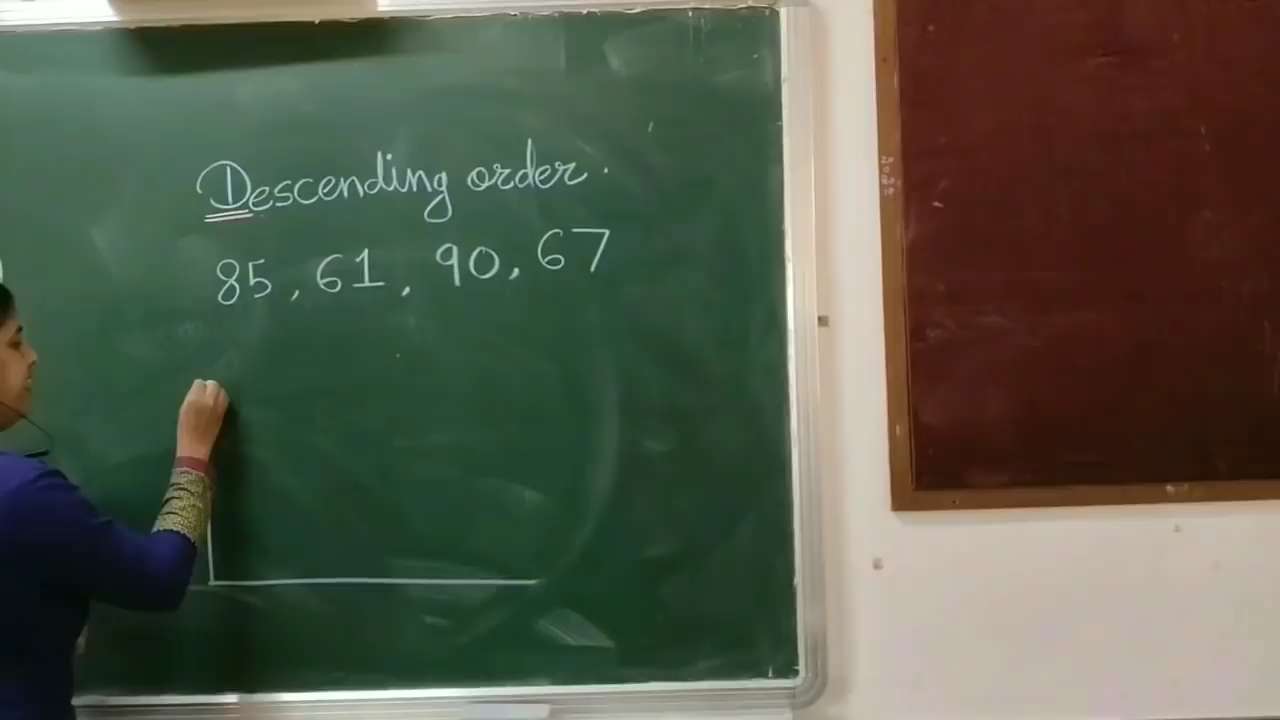 Descending order.
85, 61, 90, 67